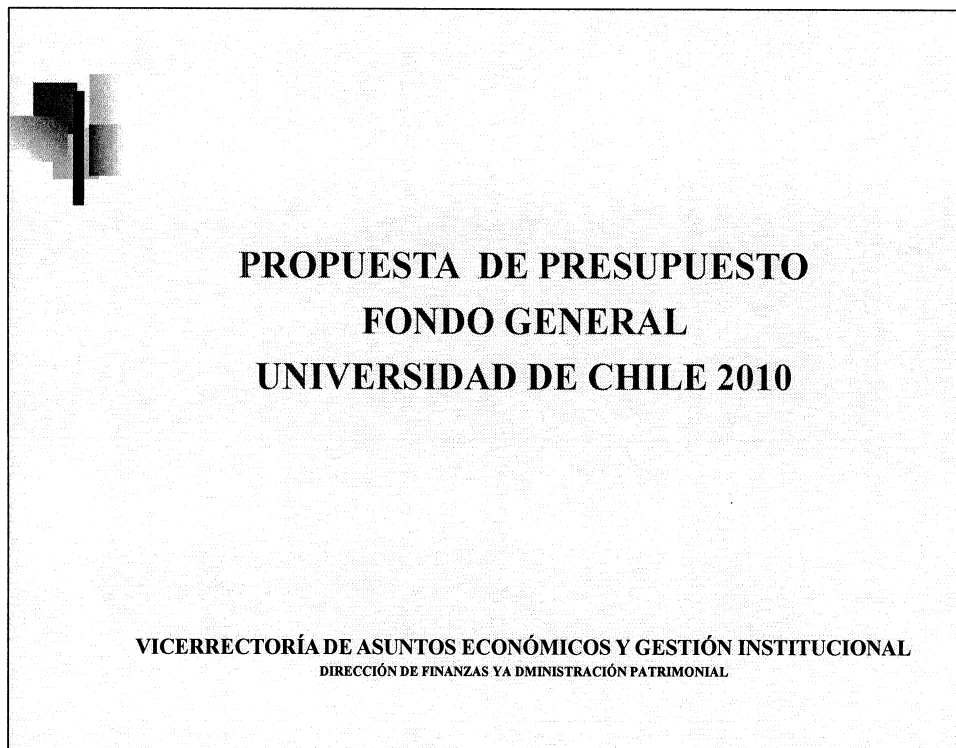 PROPUESTA DE PRESUPUESTO
FONDO GENERAL
UNIVERSIDAD DE CHILE 2010
VICERRECTORÍA DE ASUNTOS ECONÓMICOS Y GESTIÓN INSTITUCIONAL
DIRECCIÓN DE FINANZAS YA DMINISTRACIÓN PATRIMONIAL